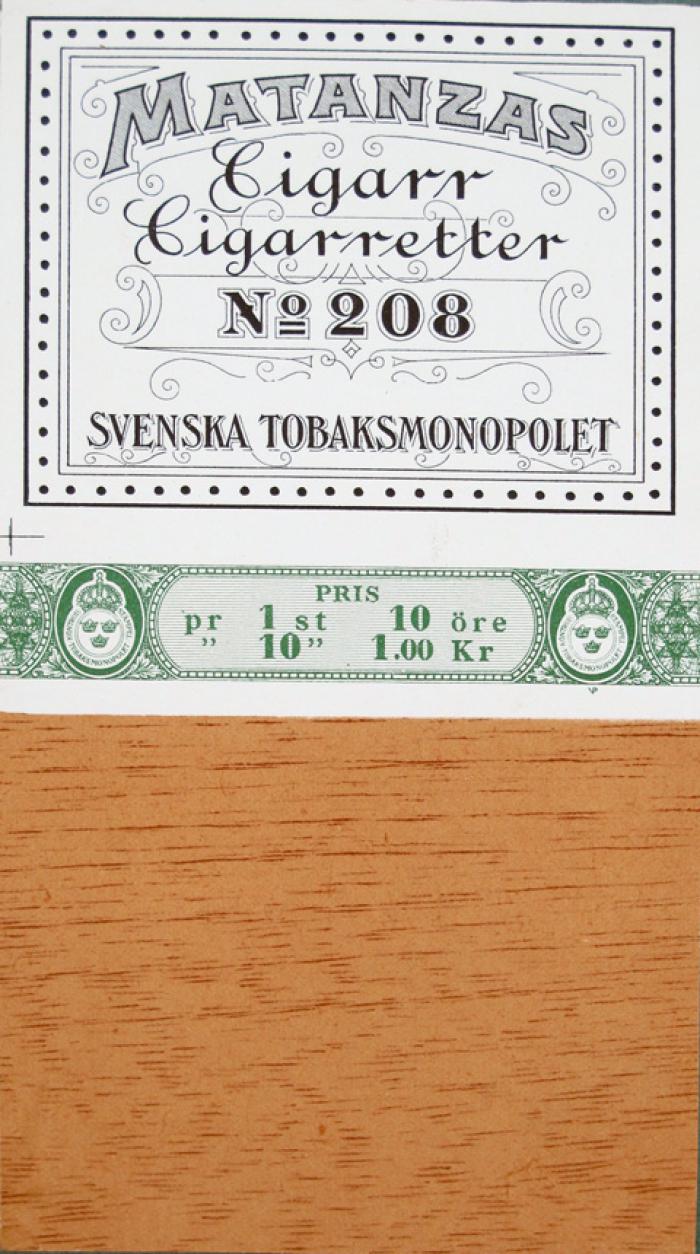 MATANZAS
Cigarr
Cigarretter
No 208
SVENSKA TOBAKSMONOPOLET
PRIS
pr 1 st 10 öre
" 10 " 1.00 Kr